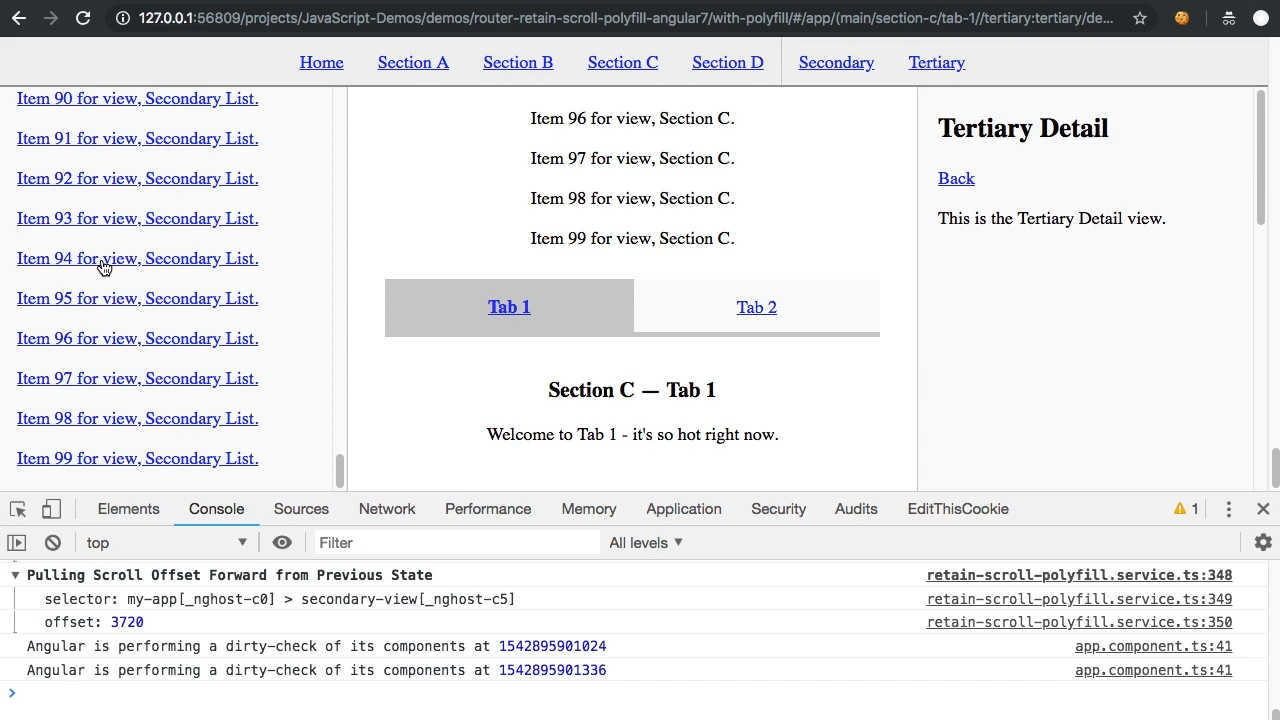 127.0.0.1:56809/projects/JavaScript-Demos/demos/router-retain-scroll-polyfill-angular7/with-polyfill/#/app/(main/section-c/tab-1//tertiary:tertiary/de...
Home Section A Section B Section C Section D Secondary Tertiary
Item 90 for view, Secondary List.
Item 91 for view, Secondary List.
Item 92 for view, Secondary List.
Item 93 for view, Secondary List.
Item 94 for view, Secondary List.
Item 95 for view, Secondary List.
Item 96 for view, Secondary List.
Item 97 for view, Secondary List.
Item 98 for view, Secondary List.
Item 99 for view, Secondary List.
Item 96 for view, Section C.
Item 97 for view, Section C.
Item 98 for view, Section C.
Item 99 for view, Section C.
Tab 1 Tab 2
Section C — Tab 1
Welcome to Tab 1 - it's so hot right now.
Tertiary Detail
Back
This is the Tertiary Detail view.
Elements Console Sources Network Performance Memory Application Security Audits EditThisCookie 1
top Filter All levels
Pulling Scroll Offset Forward from Previous State retain-scroll-polyfill.service.ts:348
selector: my-app[_nghost-c0] > secondary-view[_nghost-c5] retain-scroll-polyfill.service.ts:349
offset: 3720 retain-scroll-polyfill.service.ts:350
Angular is performing a dirty-check of its components at 1542895901024 app.component.ts:41
Angular is performing a dirty-check of its components at 1542895901336 app.component.ts:41